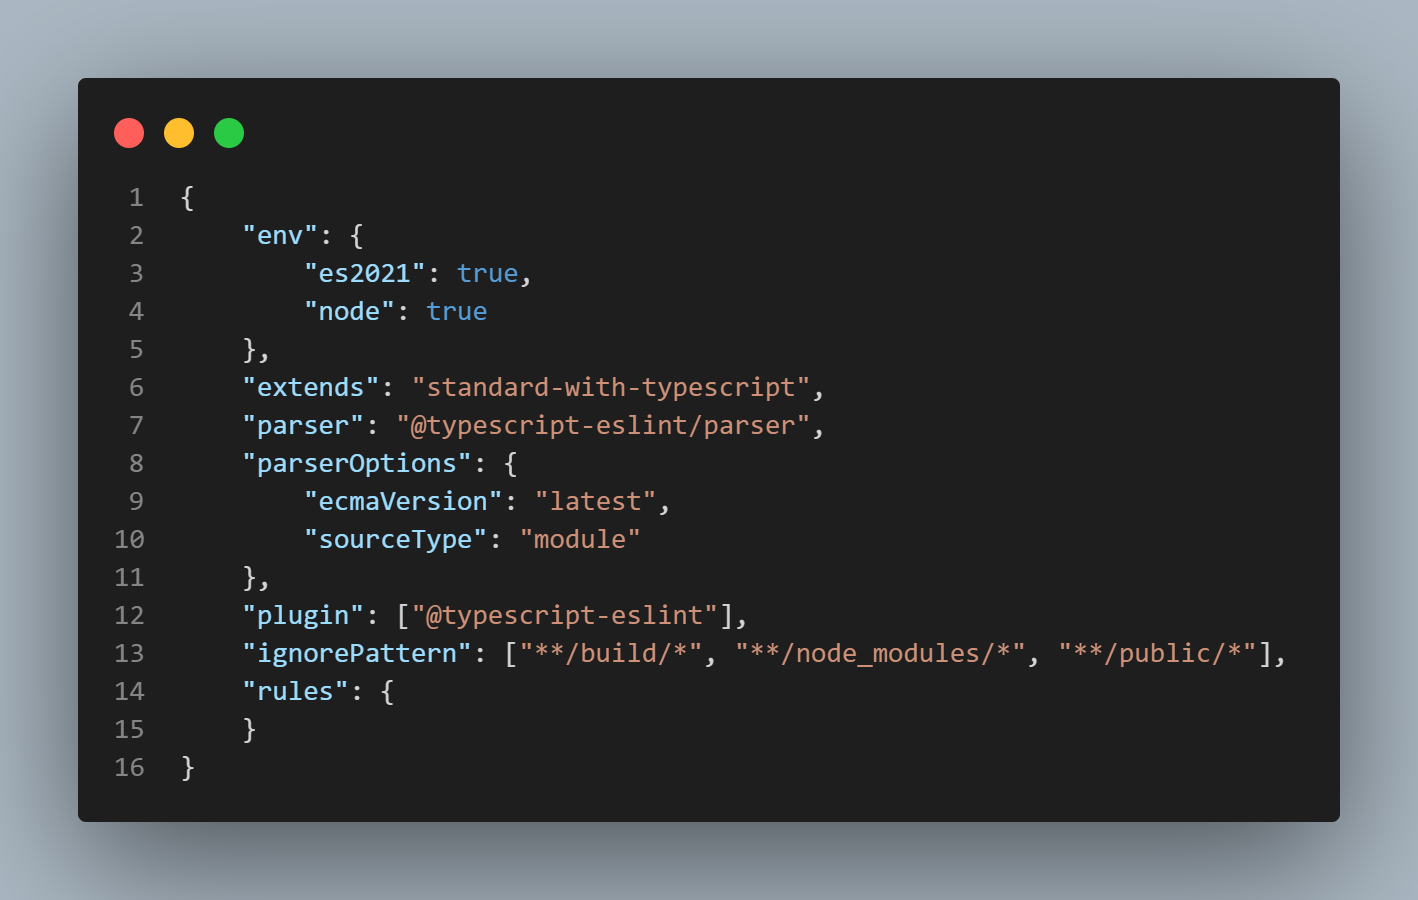 1 {
2     "env": {
3         "es2021": true,
4         "node": true
5     },
6     "extends": "standard-with-typescript",
7     "parser": "@typescript-eslint/parser",
8     "parserOptions": {
9         "ecmaVersion": "latest",
10         "sourceType": "module"
11     },
12     "plugin": ["@typescript-eslint"],
13     "ignorePattern": ["**/build/*", "**/node_modules/*", "**/public/*"],
14     "rules": {
15     }
16 }